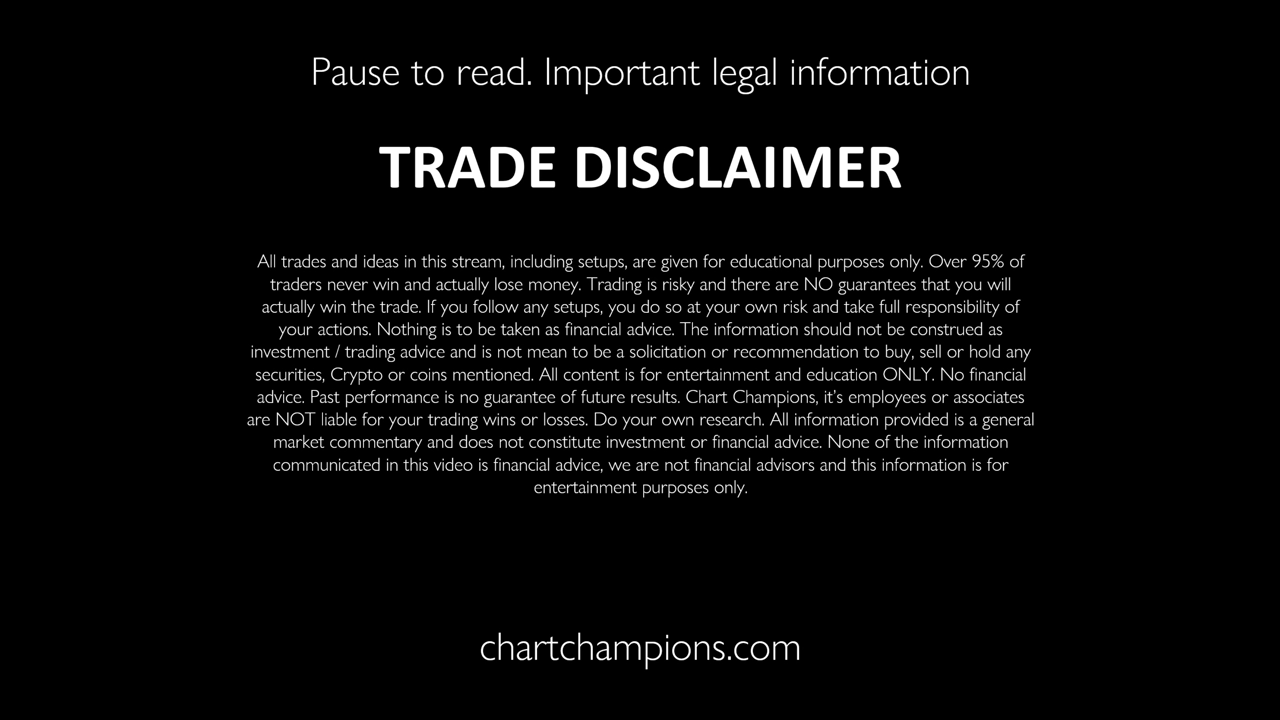 Pause to read. Important legal information
TRADE DISCLAIMER
All trades and ideas in this stream, including setups, are given for educational purposes only. Over 95% of
traders never win and actually lose money. Trading is risky and there are NO guarantees that you will
actually win the trade. If you follow any setups, you do so at your own risk and take full responsibility of
your actions. Nothing is to be taken as financial advice. The information should not be construed as
investment / trading advice and is not mean to be a solicitation or recommendation to buy, sell or hold any
securities, Crypto or coins mentioned. All content is for entertainment and education ONLY. No financial
advice. Past performance is no guarantee of future results. Chart Champions, it's employees or associates
are NOT liable for your trading wins or losses. Do your own research. All information provided is a general
market commentary and does not constitute investment or financial advice. None of the information
communicated in this video is financial advice, we are not financial advisors and this information is for
entertainment purposes only.
chartchampions.com